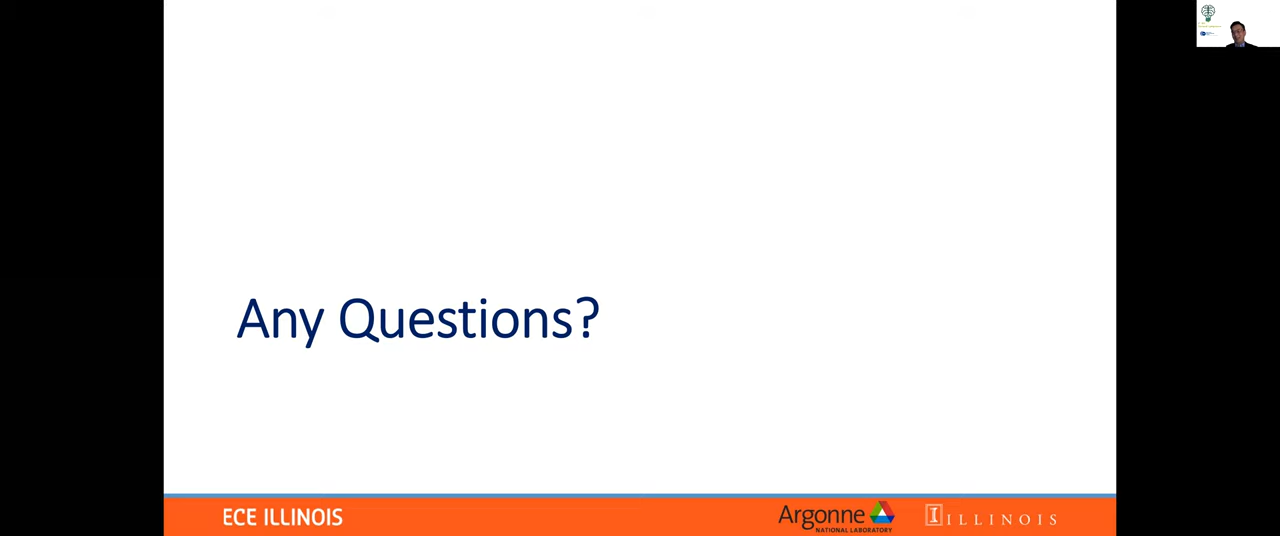 Any Questions?
ECE ILLINOIS
Argonne
NATIONAL LABORATORY
I ILLINOIS